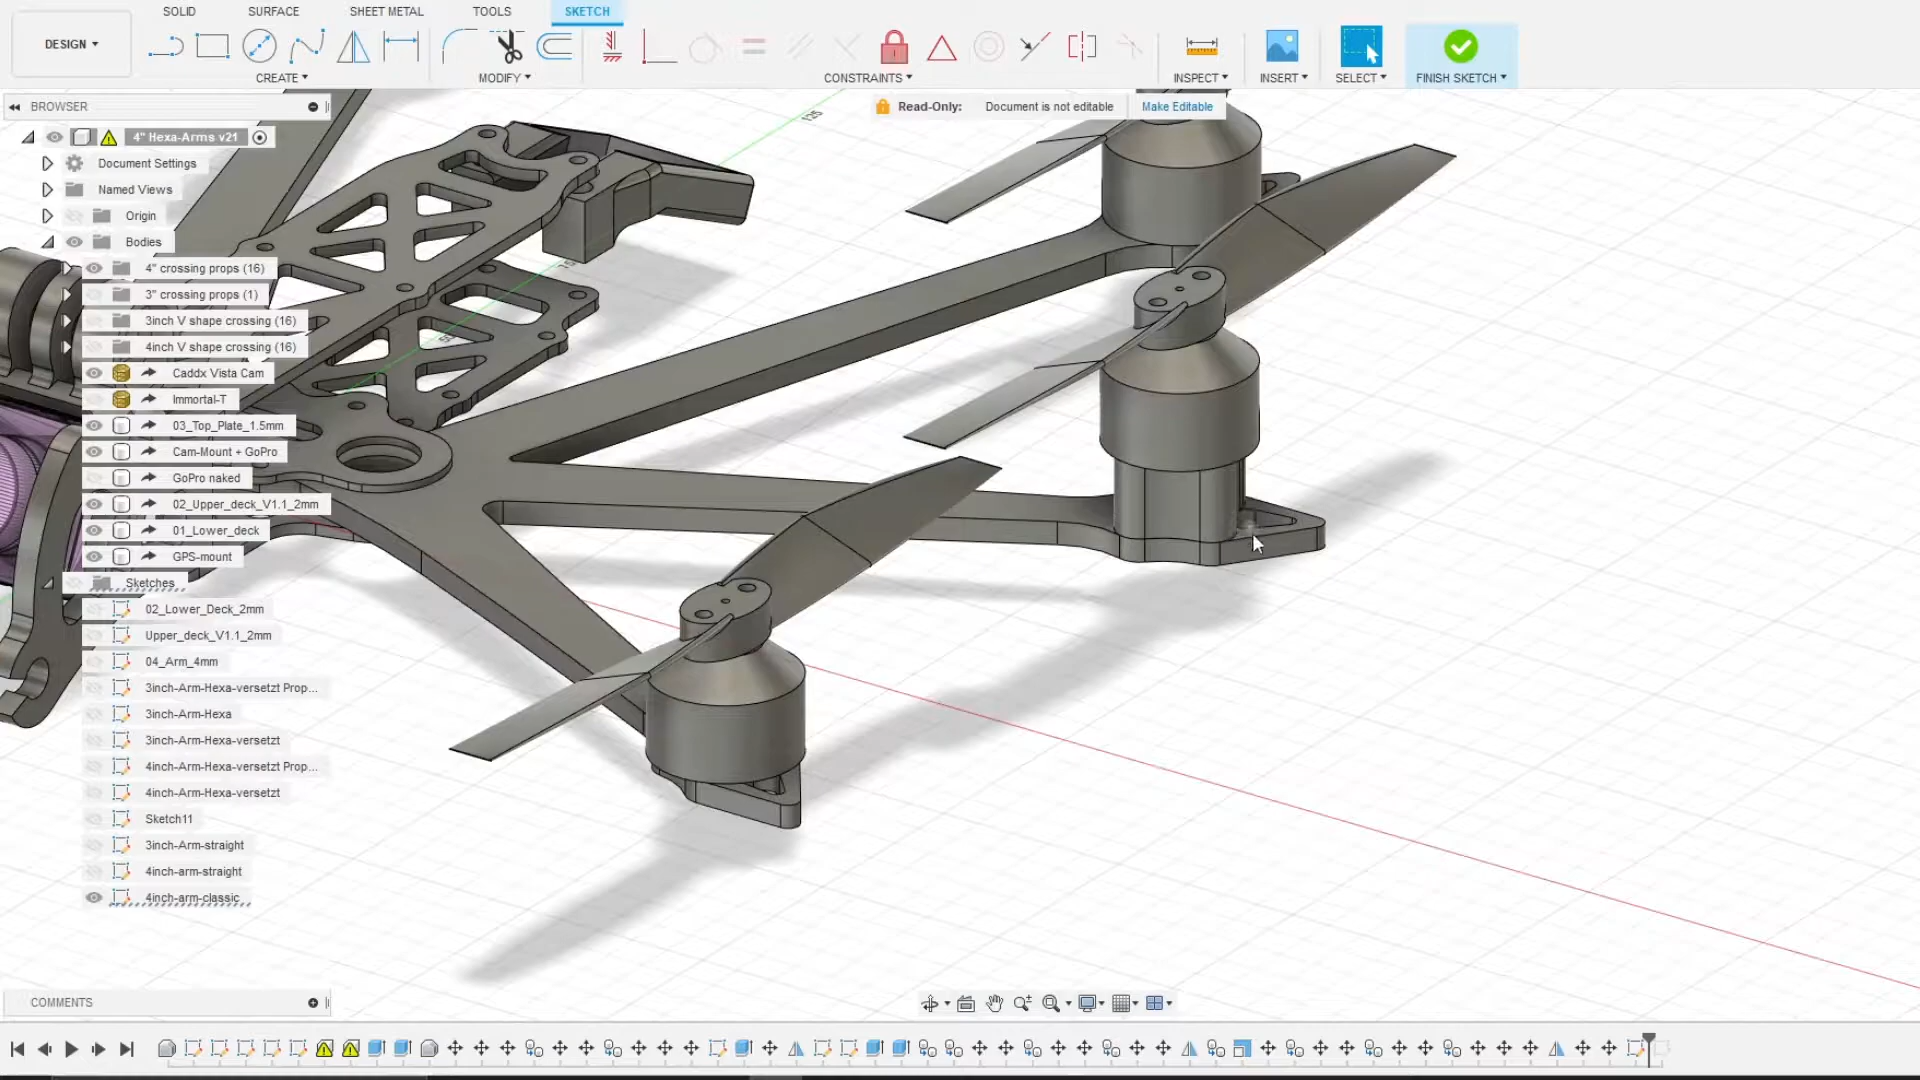 SOLID SURFACE SHEET METAL TOOLS SKETCH
DESIGN
CREATE MODIFY CONSTRAINTS INSPECT INSERT SELECT FINISH SKETCH
BROWSER
Read-Only: Document is not editable Make Editable
4" Hexa-Arms v21
Document Settings
Named Views
Origin
Bodies
4" crossing props (16)
3" crossing props (1)
3inch V shape crossing (16)
4inch V shape crossing (16)
Caddx Vista Cam
Immortal-T
03_Top_Plate_1.5mm
Cam-Mount + GoPro
GoPro naked
02_Upper_deck_V1.1_2mm
01_Lower_deck
GPS-mount
Sketches
02_Lower_Deck_2mm
Upper_deck_V1.1_2mm
04_Arm_4mm
3inch-Arm-Hexa-versetzt Prop...
3inch-Arm-Hexa
3inch-Arm-Hexa-versetzt
4inch-Arm-Hexa-versetzt Prop...
4inch-Arm-Hexa-versetzt
Sketch11
3inch-Arm-straight
4inch-arm-straight
4inch-arm-classic
125
COMMENTS